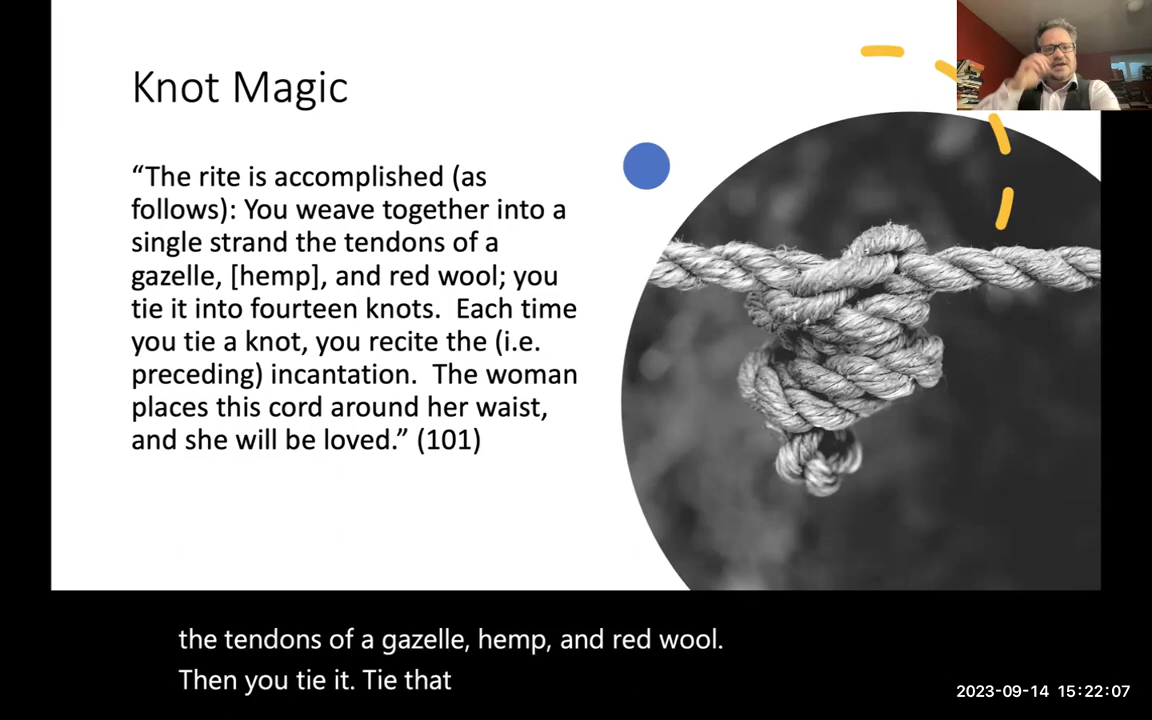 Knot Magic
“The rite is accomplished (as
follows): You weave together into a
single strand the tendons of a
gazelle, [hemp], and red wool; you
tie it into fourteen knots.  Each time
you tie a knot, you recite the (i.e.
preceding) incantation.  The woman
places this cord around her waist,
and she will be loved.” (101)
the tendons of a gazelle, hemp, and red wool.
Then you tie it. Tie that
2023-09-14 15:22:07